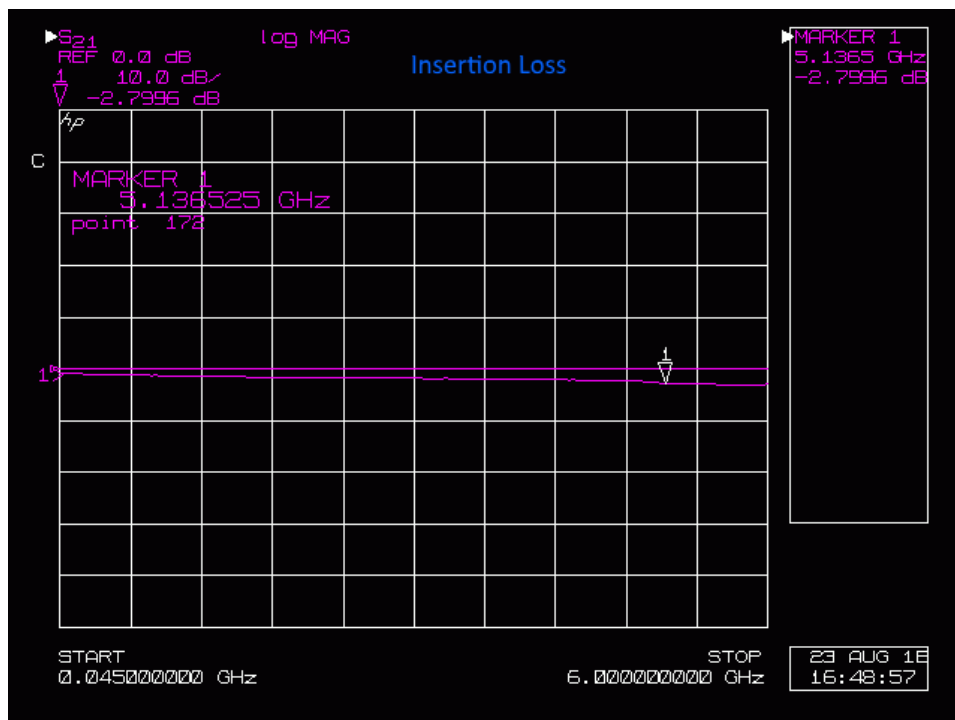 S21 log MAG
REF 0.0 dB
1 10.0 dB/
-2.7996 dB
Insertion Loss
MARKER 1
5.1365 GHz
-2.7996 dB
hp
C
MARKER 1
5.136525 GHz
point 172
1
1
START
0.045000000 GHz
STOP
6.000000000 GHz
23 AUG 18
16:48:57